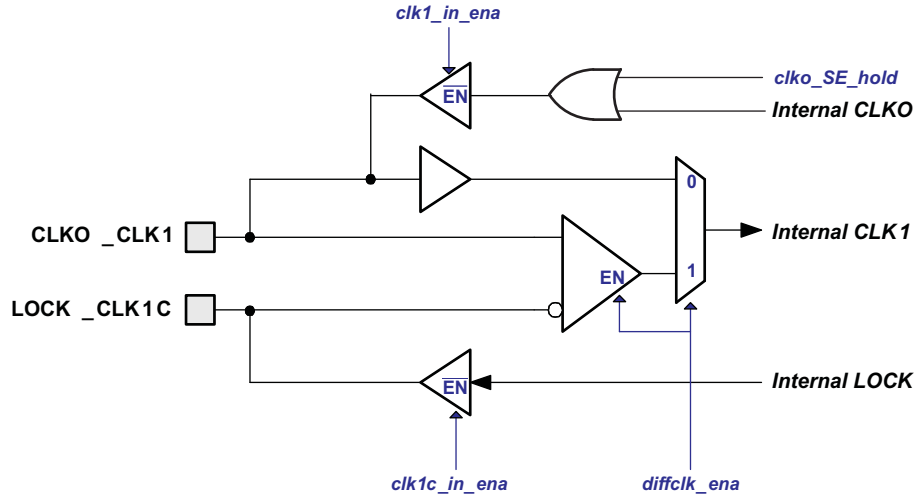 clk1_in_ena
EN
clko_SE_hold
Internal CLKO
0
CLKO _CLK1
Internal CLK1
EN
1
LOCK _CLK1C
EN
Internal LOCK
clk1c_in_ena
diffclk_ena